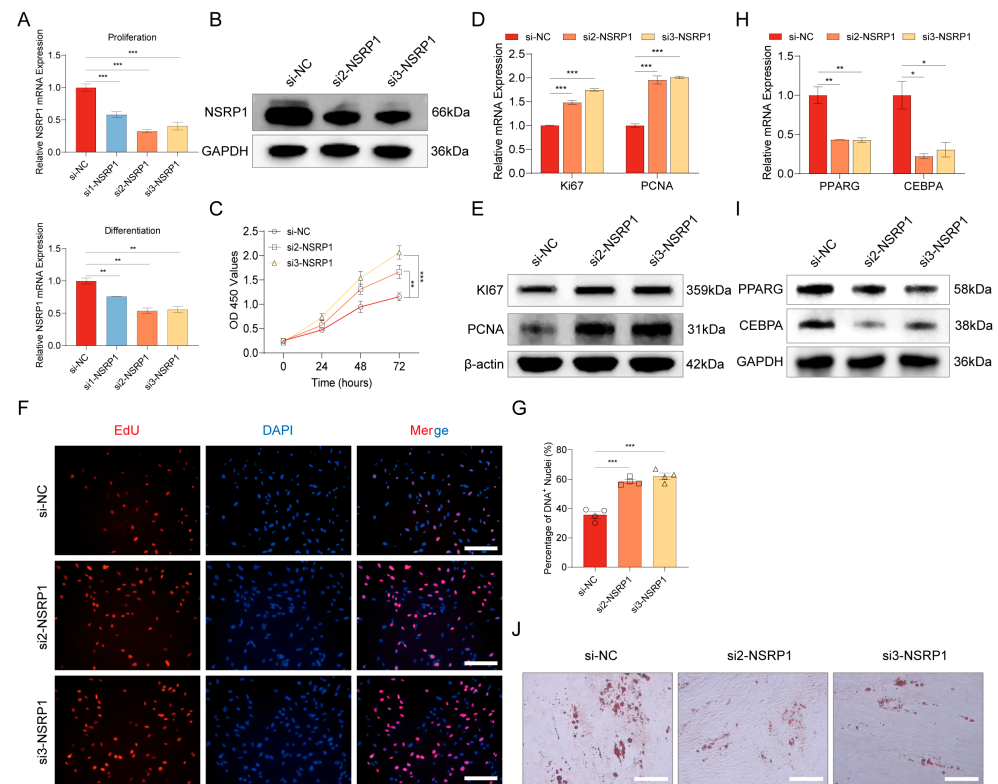 A
Proliferation
Relative NSRP1 mRNA Expression
1.5
1.0
0.5
0.0
***
***
***
si-NC
si1-NSRP1
si2-NSRP1
si3-NSRP1
Differentiation
Relative NSRP1 mRNA Expression
1.5
1.0
0.5
0.0
**
**
**
si-NC
si1-NSRP1
si2-NSRP1
si3-NSRP1
B
si-NC
si2-NSRP1
si3-NSRP1
NSRP1
66kDa
GAPDH
36kDa
C
si-NC
si2-NSRP1
si3-NSRP1
OD 450 Values
2.5
2.0
1.5
1.0
0.5
0.0
**
***
0
24
48
72
Time (hours)
D
si-NC
si2-NSRP1
si3-NSRP1
Relative mRNA Expression
2.5
2.0
1.5
1.0
0.5
0.0
***
***
***
***
Ki67
PCNA
E
si-NC
si2-NSRP1
si3-NSRP1
KI67
359kDa
PCNA
31kDa
β-actin
42kDa
H
si-NC
si2-NSRP1
si3-NSRP1
Relative mRNA Expression
1.5
1.0
0.5
0.0
**
**
*
*
PPARG
CEBPA
I
si-NC
si2-NSRP1
si3-NSRP1
PPARG
58kDa
CEBPA
38kDa
GAPDH
36kDa
F
EdU
DAPI
Merge
si-NC
si2-NSRP1
si3-NSRP1
G
Percentage of DNA⁺ Nuclei (%)
80
60
40
20
0
***
***
si-NC
si2-NSRP1
si3-NSRP1
J
si-NC
si2-NSRP1
si3-NSRP1